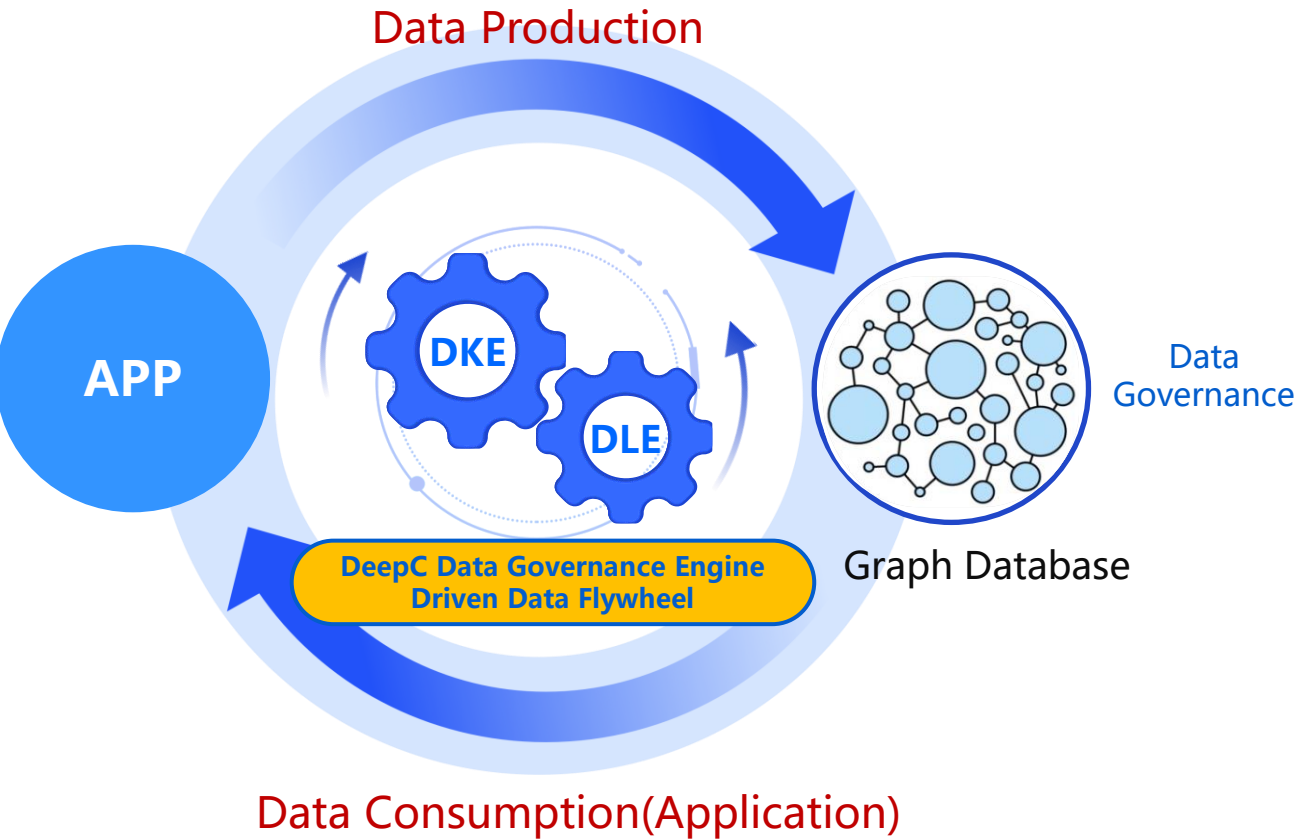 Data Production
APP
DKE
DLE
Data
Governance
DeepC Data Governance Engine
Driven Data Flywheel
Graph Database
Data Consumption(Application)